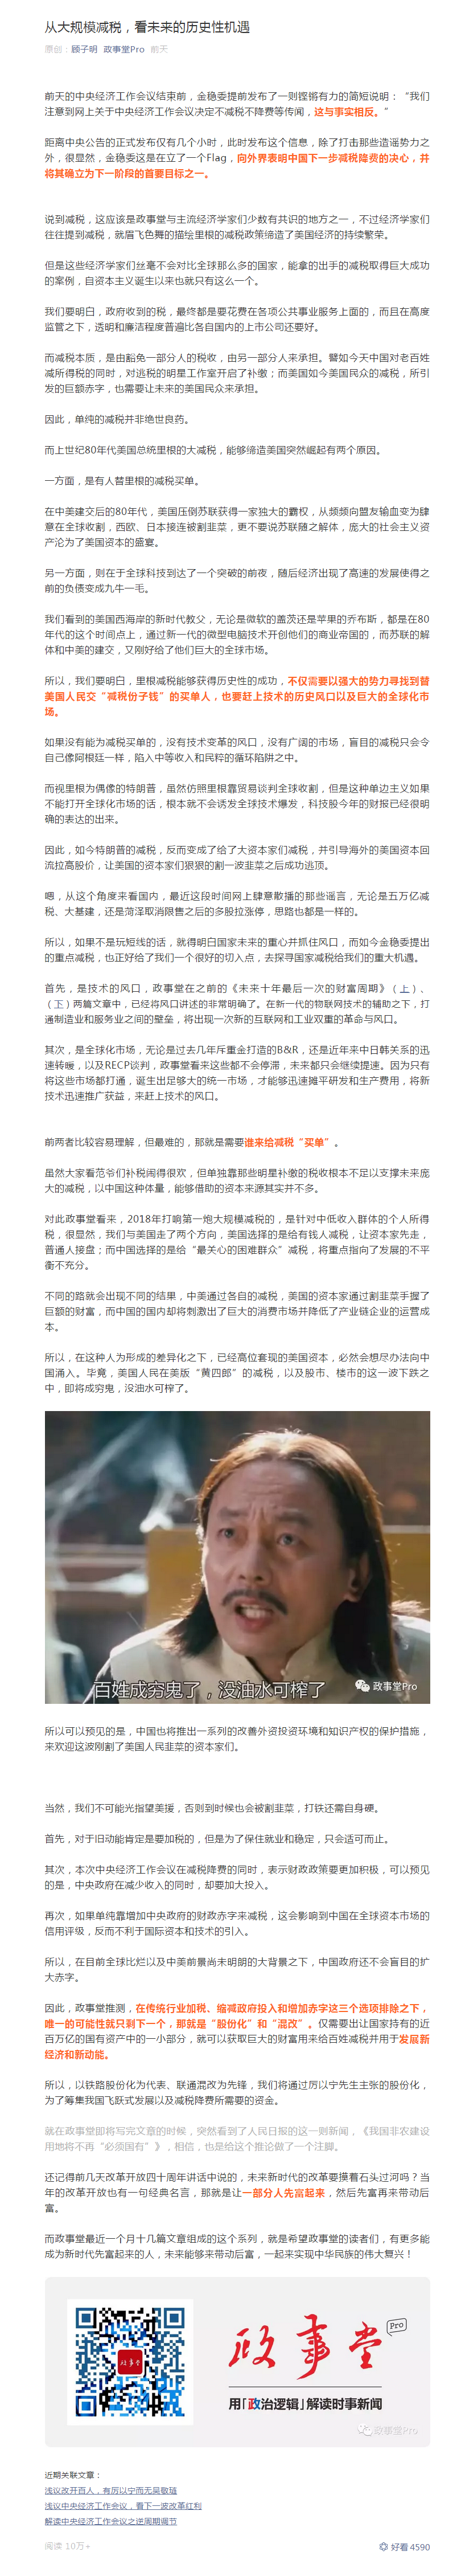 从大规模减税，看未来的历史性机遇
原创： 顾子明 政事堂Pro 前天
前天的中央经济工作会议结束前，金稳委提前发布了一则铿锵有力的简短说明：“我们
注意到网上关于中央经济工作会议决定不减税不降费等传闻，这与事实相反。”
距离中央公告的正式发布仅有几个小时，此时发布这个信息，除了打击那些造谣势力之
外，很显然，金稳委这是在立了一个Flag，向外界表明中国下一步减税降费的决心，并
将其确立为下一阶段的首要目标之一。
说到减税，这应该是政事堂与主流经济学家们少数有共识的地方之一，不过经济学家们
往往提到减税，就眉飞色舞的描绘里根的减税政策缔造了美国经济的持续繁荣。
但是这些经济学家们丝毫不会对比全球那么多的国家，能拿的出手的减税取得巨大成功
的案例，自资本主义诞生以来也就只有这么一个。
我们要明白，政府收到的税，最终都是要花费在各项公共事业服务上面的，而且在高度
监管之下，透明和廉洁程度普遍比各自国内的上市公司还要好。
而减税本质，是由豁免一部分人的税收，由另一部分人来承担。譬如今天中国对老百姓
减所得税的同时，对逃税的明星工作室开启了补缴；而美国如今美国民众的减税，所引
发的巨额赤字，也需要让未来的美国民众来承担。
因此，单纯的减税并非绝世良药。
而上世纪80年代美国总统里根的大减税，能够缔造美国突然崛起有两个原因。
一方面，是有人替里根的减税买单。
在中美建交后的80年代，美国压倒苏联获得一家独大的霸权，从频频向盟友输血变为肆
意在全球收割，西欧、日本接连被割韭菜，更不要说苏联随之解体，庞大的社会主义资
产沦为了美国资本的盛宴。
另一方面，则在于全球科技到达了一个突破的前夜，随后经济出现了高速的发展使得之
前的负债变成九牛一毛。
我们看到的美国西海岸的新时代教父，无论是微软的盖茨还是苹果的乔布斯，都是在80
年代的这个时间点上，通过新一代的微型电脑技术开创他们的商业帝国的，而苏联的解
体和中美的建交，又刚好给了他们巨大的全球市场。
所以，我们要明白，里根减税能够获得历史性的成功，不仅需要以强大的势力寻找到替
美国人民交“减税份子钱”的买单人，也要赶上技术的历史风口以及巨大的全球化市
场。
如果没有能为减税买单的，没有技术变革的风口，没有广阔的市场，盲目的减税只会令
自己像阿根廷一样，陷入中等收入和民粹的循环陷阱之中。
而视里根为偶像的特朗普，虽然仿照里根靠贸易谈判全球收割，但是这种单边主义如果
不能打开全球化市场的话，根本就不会诱发全球技术爆发，科技股今年的财报已经很明
确的表达的出来。
因此，如今特朗普的减税，反而变成了给了大资本家们减税，并引导海外的美国资本回
流拉高股价，让美国的资本家们狠狠的割一波韭菜之后成功逃顶。
嗯，从这个角度来看国内，最近这段时间网上肆意散播的那些谣言，无论是五万亿减
税、大基建，还是菏泽取消限售之后的多股拉涨停，思路也都是一样的。
所以，如果不是玩短线的话，就得明白国家未来的重心并抓住风口，而如今金稳委提出
的重点减税，也正好给了我们一个很好的切入点，去探寻国家减税给我们的重大机遇。
首先，是技术的风口，政事堂在之前的《未来十年最后一次的财富周期》（上）、
（下）两篇文章中，已经将风口讲述的非常明确了。在新一代的物联网技术的辅助之下，打
通制造业和服务业之间的壁垒，将出现一次新的互联网和工业双重的革命与风口。
其次，是全球化市场，无论是过去几年斥重金打造的B&R，还是近年来中日韩关系的迅
速转暖，以及RECP谈判，政事堂看来这些都不会停滞，未来都只会继续提速。因为只有
将这些市场都打通，诞生出足够大的统一市场，才能够迅速摊平研发和生产费用，将新
技术迅速推广获益，来赶上技术的风口。
前两者比较容易理解，但最难的，那就是需要谁来给减税“买单”。
虽然大家看范爷们补税闹得很欢，但单独靠那些明星补缴的税收根本不足以支撑未来庞
大的减税，以中国这种体量，能够借助的资本来源其实并不多。
对此政事堂看来，2018年打响第一炮大规模减税的，是针对中低收入群体的个人所得
税，很显然，我们与美国走了两个方向，美国选择的是给有钱人减税，让资本家先走，
普通人接盘；而中国选择的是给“最关心的困难群众”减税，将重点指向了发展的不平
衡不充分。
不同的路就会出现不同的结果，中美通过各自的减税，美国的资本家通过割韭菜手握了
巨额的财富，而中国的国内却将刺激出了巨大的消费市场并降低了产业链企业的运营成
本。
所以，在这种人为形成的差异化之下，已经高位套现的美国资本，必然会想尽办法向中
国涌入。毕竟，美国人民在美版“黄四郎”的减税，以及股市、楼市的这一波下跌之
中，即将成穷鬼，没油水可榨了。
百姓成穷鬼了，没油水可榨了
政事堂Pro
所以可以预见的是，中国也将推出一系列的改善外资投资环境和知识产权的保护措施，
来欢迎这波刚割了美国人民韭菜的资本家们。
当然，我们不可能光指望美援，否则到时候也会被割韭菜，打铁还需自身硬。
首先，对于旧动能肯定是要加税的，但是为了保住就业和稳定，只会适可而止。
其次，本次中央经济工作会议在减税降费的同时，表示财政政策要更加积极，可以预见
的是，中央政府在减少收入的同时，却要加大投入。
再次，如果单纯靠增加中央政府的财政赤字来减税，这会影响到中国在全球资本市场的
信用评级，反而不利于国际资本和技术的引入。
所以，在目前全球比烂以及中美前景尚未明朗的大背景之下，中国政府还不会盲目的扩
大赤字。
因此，政事堂推测，在传统行业加税、缩减政府投入和增加赤字这三个选项排除之下，
唯一的可能性就只剩下一个，那就是“股份化”和“混改”。仅需要出让国家持有的近
百万亿的国有资产中的一小部分，就可以获取巨大的财富用来给百姓减税并用于发展新
经济和新动能。
所以，以铁路股份化为代表、联通混改为先锋，我们将通过厉以宁先生主张的股份化，
为了筹集我国飞跃式发展以及减税降费所需要的资金。
就在政事堂即将写完文章的时候，突然看到了人民日报的这一则新闻，《我国非农建设
用地将不再“必须国有”》，相信，也是给这个推论做了一个注脚。
还记得前几天改革开放四十周年讲话中说的，未来新时代的改革要摸着石头过河吗？当
年的改革开放也有一句经典名言，那就是让一部分人先富起来，然后先富再来带动后
富。
而政事堂最近一个月十几篇文章组成的这个系列，就是希望政事堂的读者们，有更多能
成为新时代先富起来的人，未来能够来带动后富，一起来实现中华民族的伟大复兴！
政事堂
政事堂 Pro
用「政治逻辑」解读时事新闻
政事堂Pro
近期关联文章：
浅议改开百人，有厉以宁而无吴敬琏
浅议中央经济工作会议，看下一波改革红利
解读中央经济工作会议之逆周期调节
阅读 10万+
好看 4590